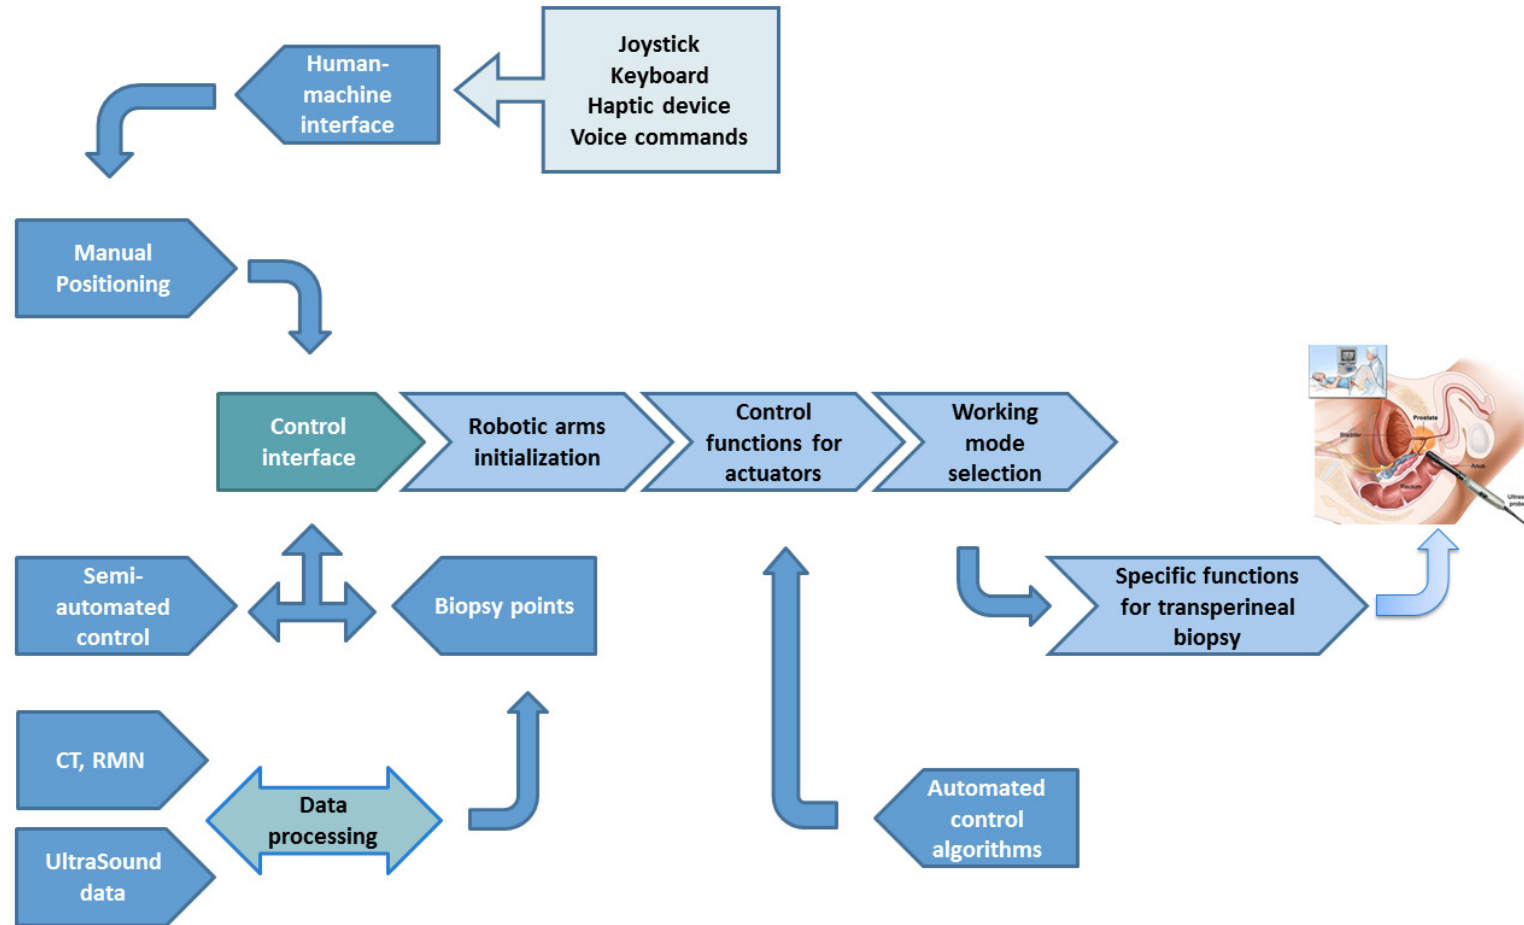 Joystick
Keyboard
Haptic device
Voice commands
Human-
machine
interface
Manual
Positioning
Control
interface
Robotic arms
initialization
Control
functions for
actuators
Working
mode
selection
Prostate
Bladder
Anus
Rectum
Ultras
probe
Semi-
automated
control
Biopsy points
Specific functions
for transperineal
biopsy
CT, RMN
Data
processing
UltraSound
data
Automated
control
algorithms